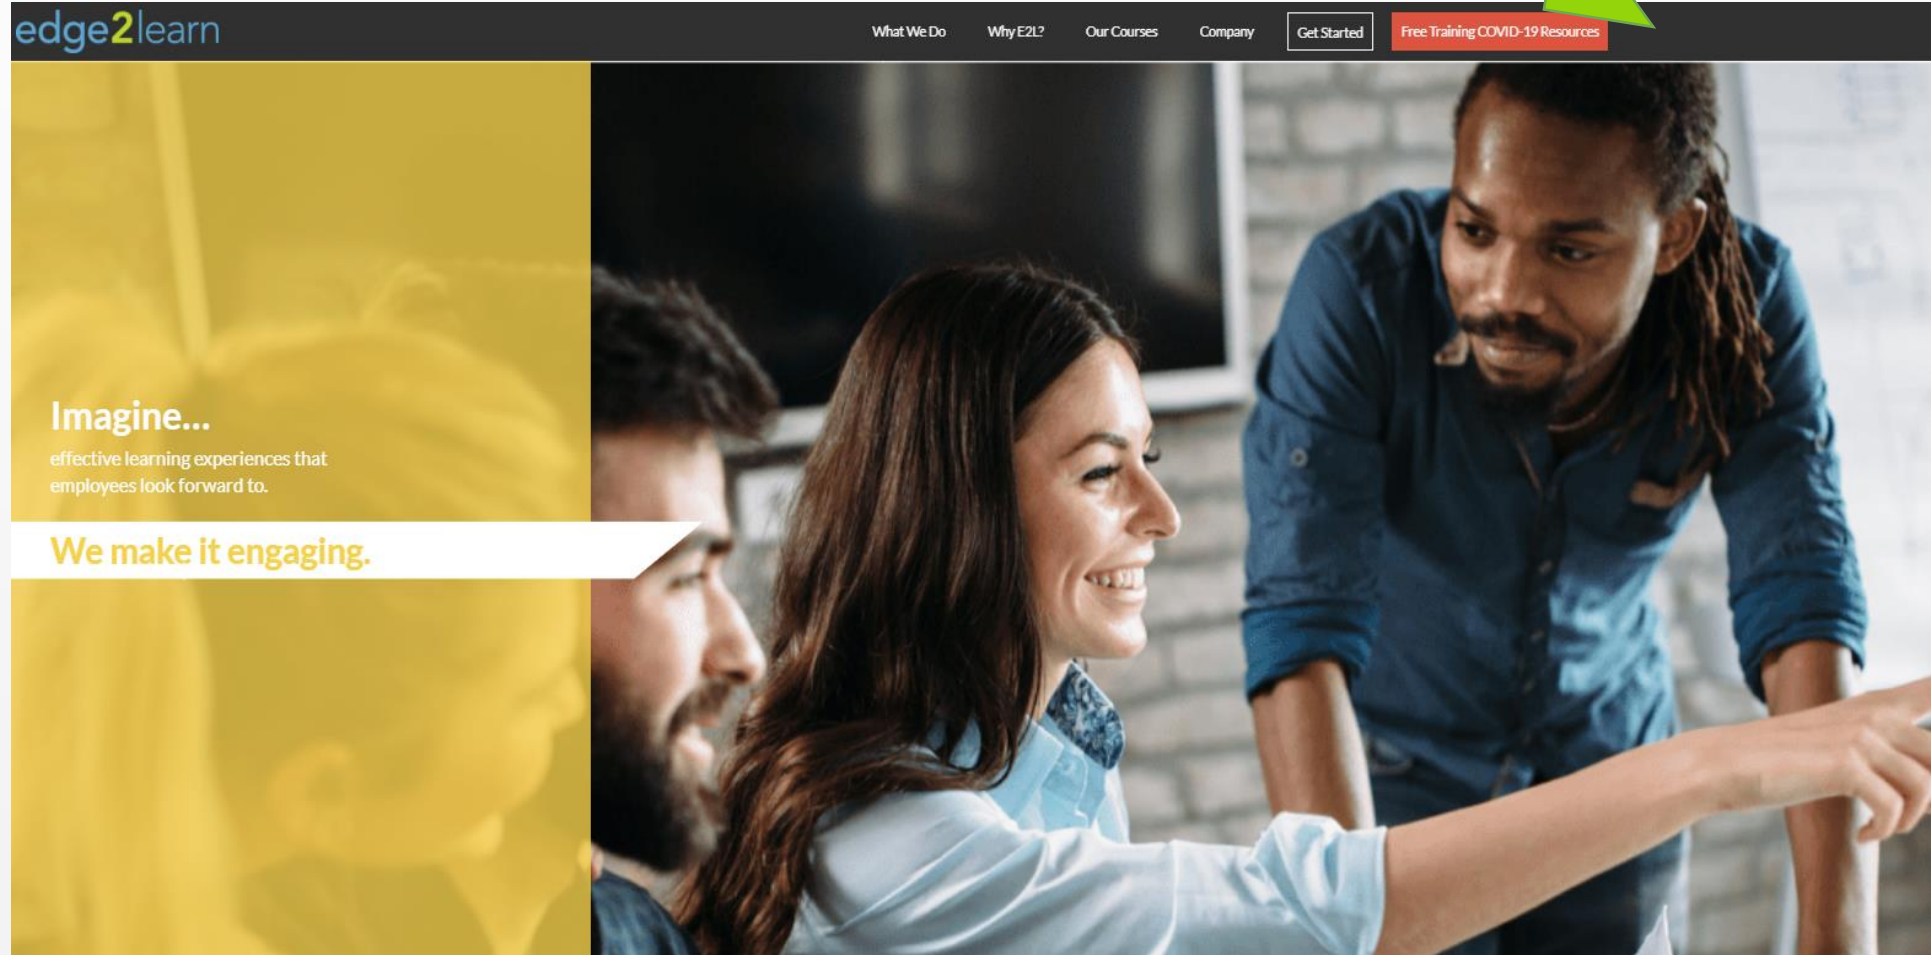 edge2learn
What We Do Why E2L? Our Courses Company Get Started Free Training COVID-19 Resources
Imagine...
effective learning experiences that
employees look forward to.
We make it engaging.